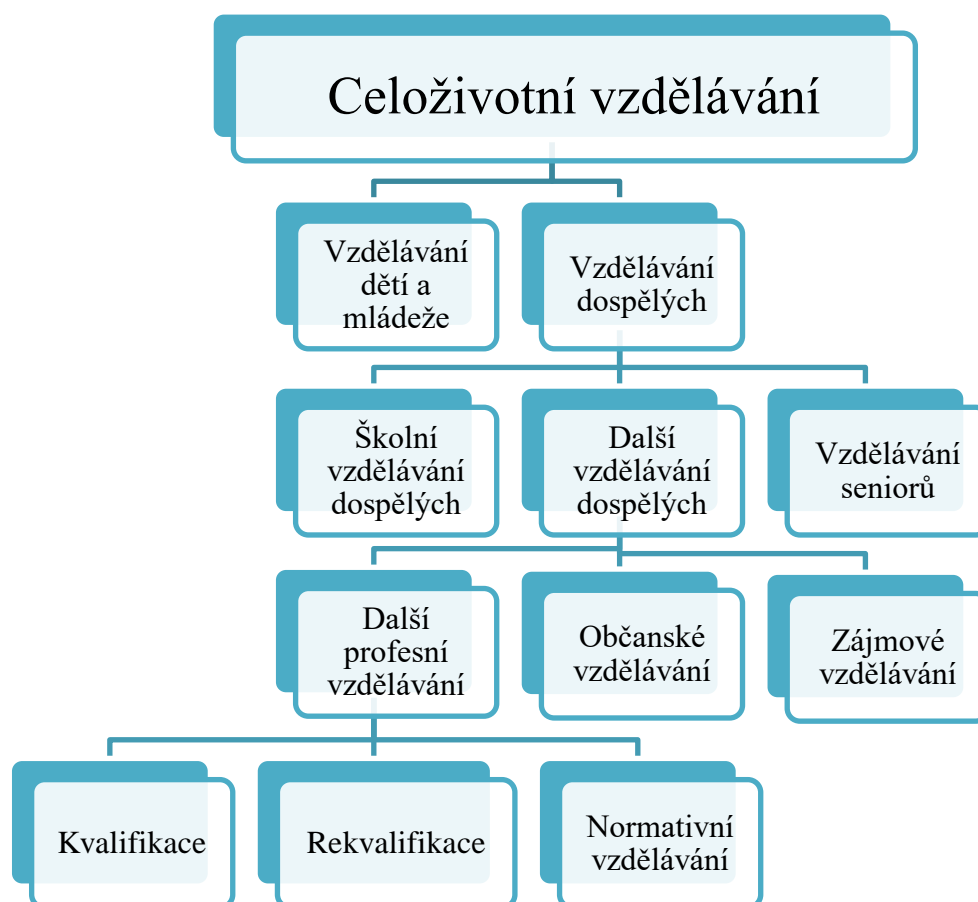 Celoživotní vzdělávání
Vzdělávání
dětí a
mládeže
Vzdělávání
dospělých
Školní
vzdělávání
dospělých
Další
vzdělávání
dospělých
Vzdělávání
seniorů
Další
profesní
vzdělávání
Občanské
vzdělávání
Zájmové
vzdělávání
Kvalifikace
Rekvalifikace
Normativní
vzdělávání